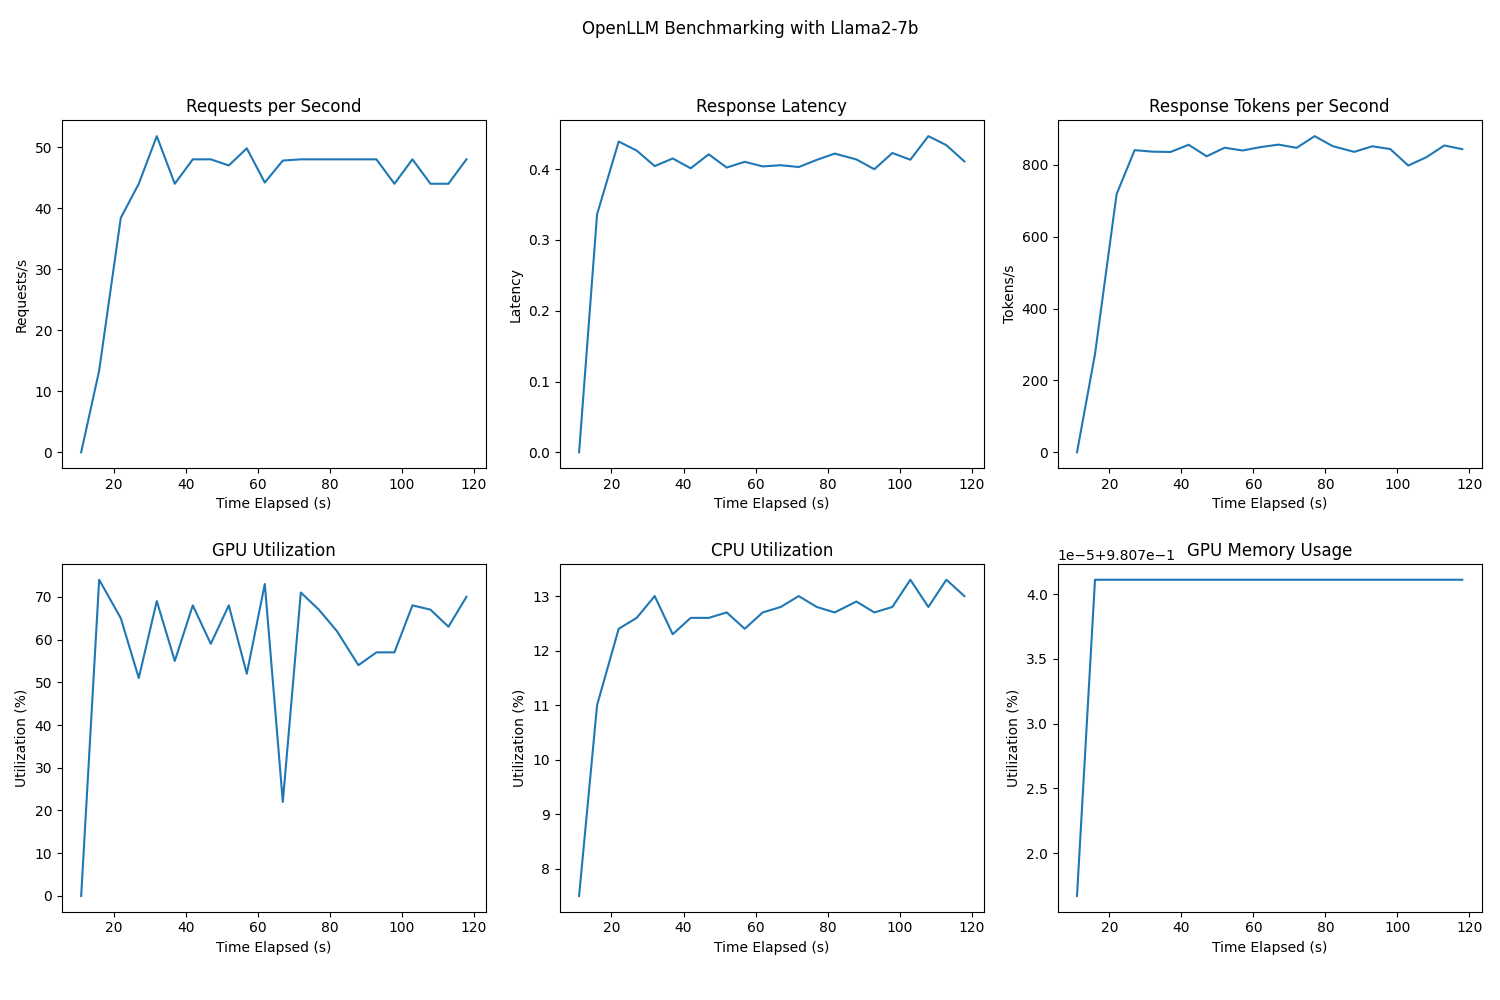 OpenLLM Benchmarking with Llama2-7b
Requests per Second
Requests/s
50
40
30
20
10
0
20 40 60 80 100 120
Time Elapsed (s)
Response Latency
Latency
0.4
0.3
0.2
0.1
0.0
20 40 60 80 100 120
Time Elapsed (s)
Response Tokens per Second
Tokens/s
800
600
400
200
0
20 40 60 80 100 120
Time Elapsed (s)
GPU Utilization
Utilization (%)
70
60
50
40
30
20
10
0
20 40 60 80 100 120
Time Elapsed (s)
CPU Utilization
Utilization (%)
13
12
11
10
9
8
20 40 60 80 100 120
Time Elapsed (s)
1e−5+9.807e−1 GPU Memory Usage
Utilization (%)
4.0
3.5
3.0
2.5
2.0
20 40 60 80 100 120
Time Elapsed (s)